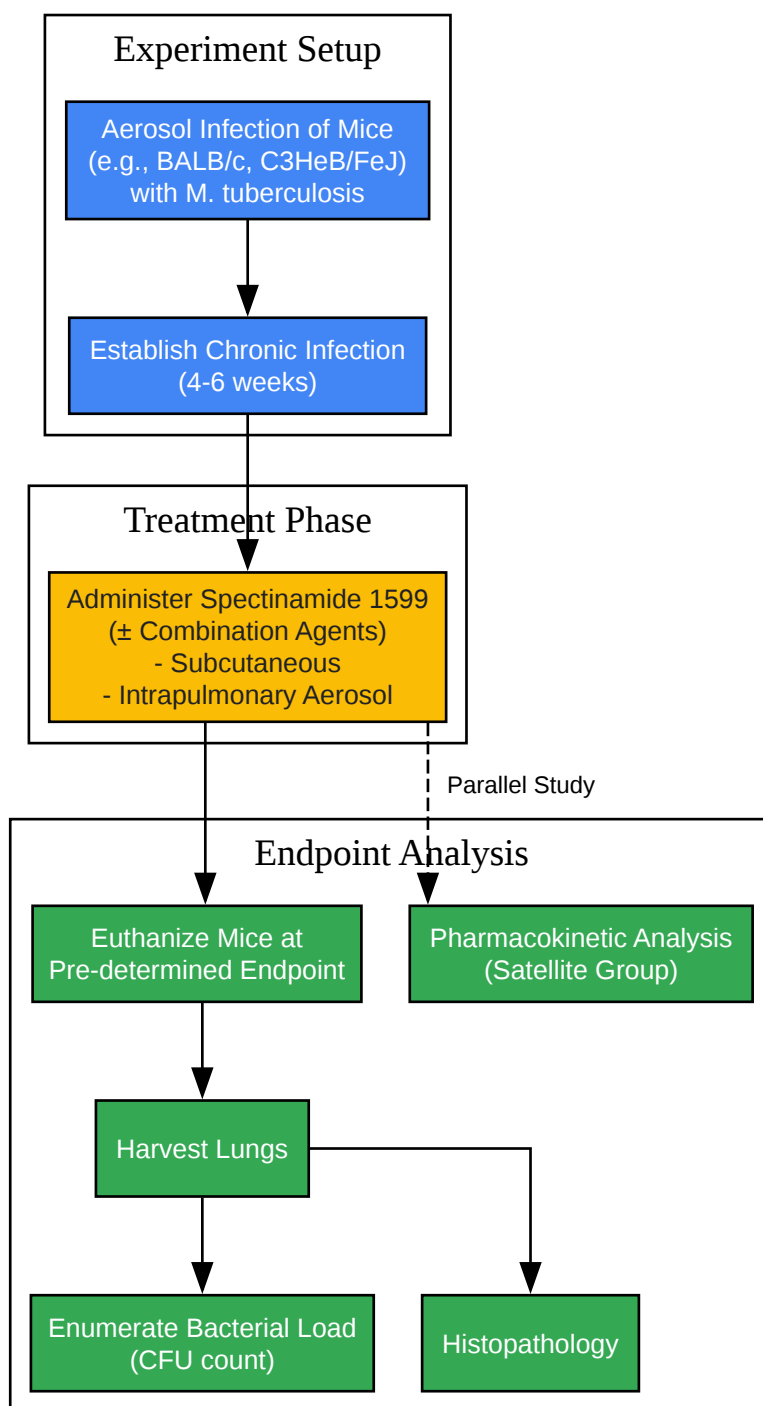 Experiment Setup
Aerosol Infection of Mice
(e.g., BALB/c, C3HeB/FeJ)
with M. tuberculosis
Establish Chronic Infection
(4-6 weeks)
Treatment Phase
Administer Spectinamide 1599
(± Combination Agents)
- Subcutaneous
- Intrapulmonary Aerosol
Parallel Study
Endpoint Analysis
Euthanize Mice at
Pre-determined Endpoint
Pharmacokinetic Analysis
(Satellite Group)
Harvest Lungs
Enumerate Bacterial Load
(CFU count)
Histopathology